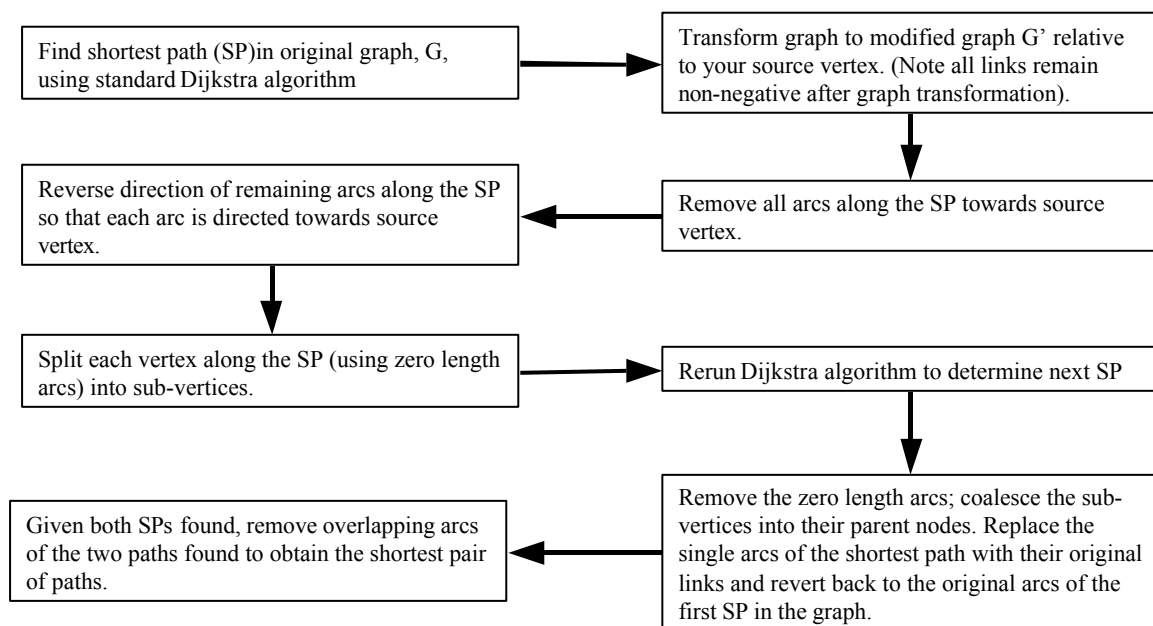 Find shortest path (SP)in original graph, G,
using standard Dijkstra algorithm
Transform graph to modified graph G’ relative
to your source vertex. (Note all links remain
non-negative after graph transformation).
Remove all arcs along the SP towards source
vertex.
Reverse direction of remaining arcs along the SP
so that each arc is directed towards source
vertex.
Split each vertex along the SP (using zero length
arcs) into sub-vertices.
Rerun Dijkstra algorithm to determine next SP
Remove the zero length arcs; coalesce the sub-
vertices into their parent nodes. Replace the
single arcs of the shortest path with their original
links and revert back to the original arcs of the
first SP in the graph.
Given both SPs found, remove overlapping arcs
of the two paths found to obtain the shortest pair
of paths.